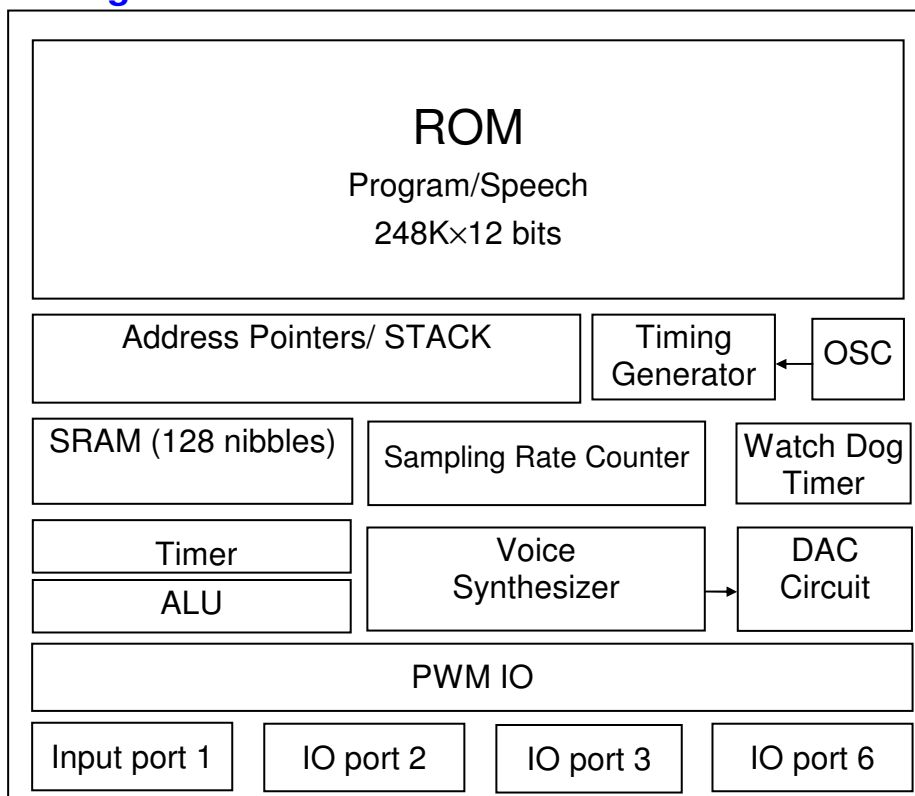 ROM
Program/Speech
248K×12 bits
Address Pointers/ STACK
Timing
Generator
OSC
SRAM (128 nibbles)
Sampling Rate Counter
Watch Dog
Timer
Timer
ALU
Voice
Synthesizer
DAC
Circuit
PWM IO
Input port 1
IO port 2
IO port 3
IO port 6